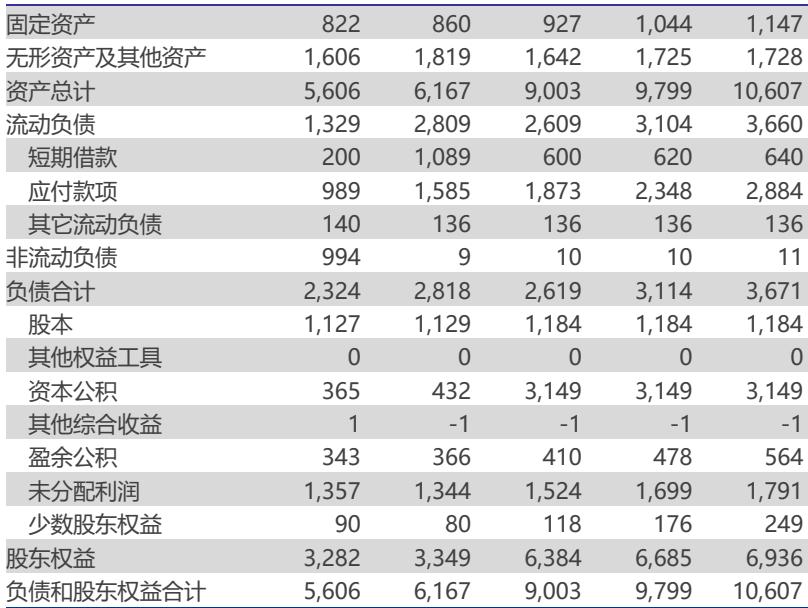 固定资产 822 860 927 1,044 1,147
无形资产及其他资产 1,606 1,819 1,642 1,725 1,728
资产总计 5,606 6,167 9,003 9,799 10,607
流动负债 1,329 2,809 2,609 3,104 3,660
短期借款 200 1,089 600 620 640
应付款项 989 1,585 1,873 2,348 2,884
其它流动负债 140 136 136 136 136
非流动负债 994 9 10 10 11
负债合计 2,324 2,818 2,619 3,114 3,671
股本 1,127 1,129 1,184 1,184 1,184
其他权益工具 0 0 0 0 0
资本公积 365 432 3,149 3,149 3,149
其他综合收益 1 -1 -1 -1 -1
盈余公积 343 366 410 478 564
未分配利润 1,357 1,344 1,524 1,699 1,791
少数股东权益 90 80 118 176 249
股东权益 3,282 3,349 6,384 6,685 6,936
负债和股东权益合计 5,606 6,167 9,003 9,799 10,607